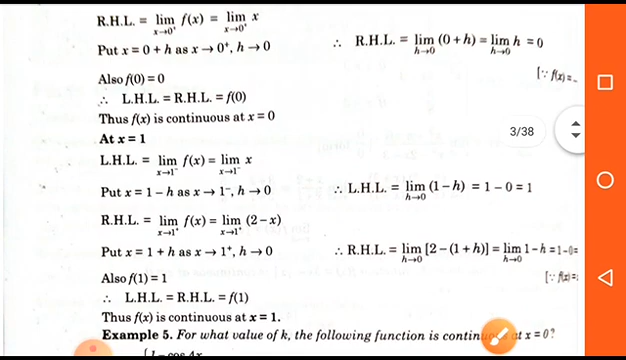 R.H.L. = lim x→0⁺ f(x) = lim x→0⁺ x
Put x = 0 + h as x → 0⁺, h → 0 ∴ R.H.L. = lim h→0 (0 + h) = lim h→0 h = 0
Also f(0) = 0 [∵ f(x) =
∴ L.H.L. = R.H.L. = f(0)
Thus f(x) is continuous at x = 0
3/38
At x = 1
L.H.L. = lim x→1⁻ f(x) = lim x→1⁻ x
Put x = 1 – h as x → 1⁻, h → 0 ∴ L.H.L. = lim h→0 (1 – h) = 1 – 0 = 1
R.H.L. = lim x→1⁺ f(x) = lim x→1⁺ (2 – x)
Put x = 1 + h as x → 1⁺, h → 0 ∴ R.H.L. = lim h→0 [2 – (1 + h)] = lim h→0 1 – h = 1 – 0 =
Also f(1) = 1 [∵ f(x) =
∴ L.H.L. = R.H.L. = f(1)
Thus f(x) is continuous at x = 1.
Example 5. For what value of k, the following function is continuous at x = 0?